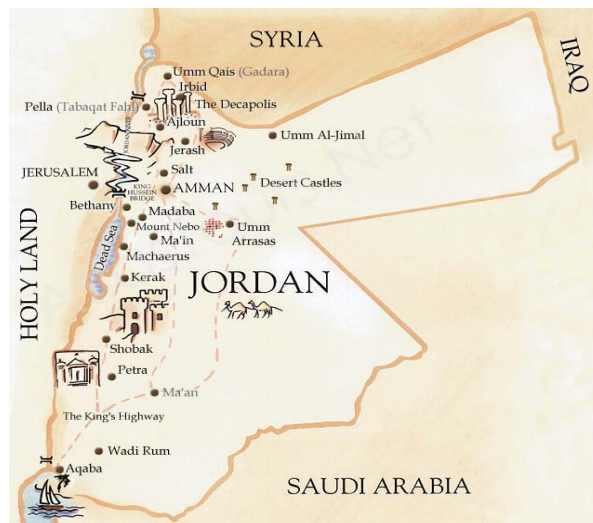 SYRIA
IRAQ
Umm Qais (Gadara)
Irbid
The Decapolis
Pella (Tabaqat Fahl)
Ajloun
Umm Al-Jimal
Jerash
JORDAN RIVER
Salt
JERUSALEM
AMMAN
Desert Castles
KING
HUSSEIN
BRIDGE
Bethany
Madaba
Mount Nebo
Umm
Arrasas
Ma'in
Dead Sea
Machaerus
HOLY LAND
Kerak
JORDAN
Shobak
Petra
Ma'an
The King's Highway
Wadi Rum
Aqaba
SAUDI ARABIA